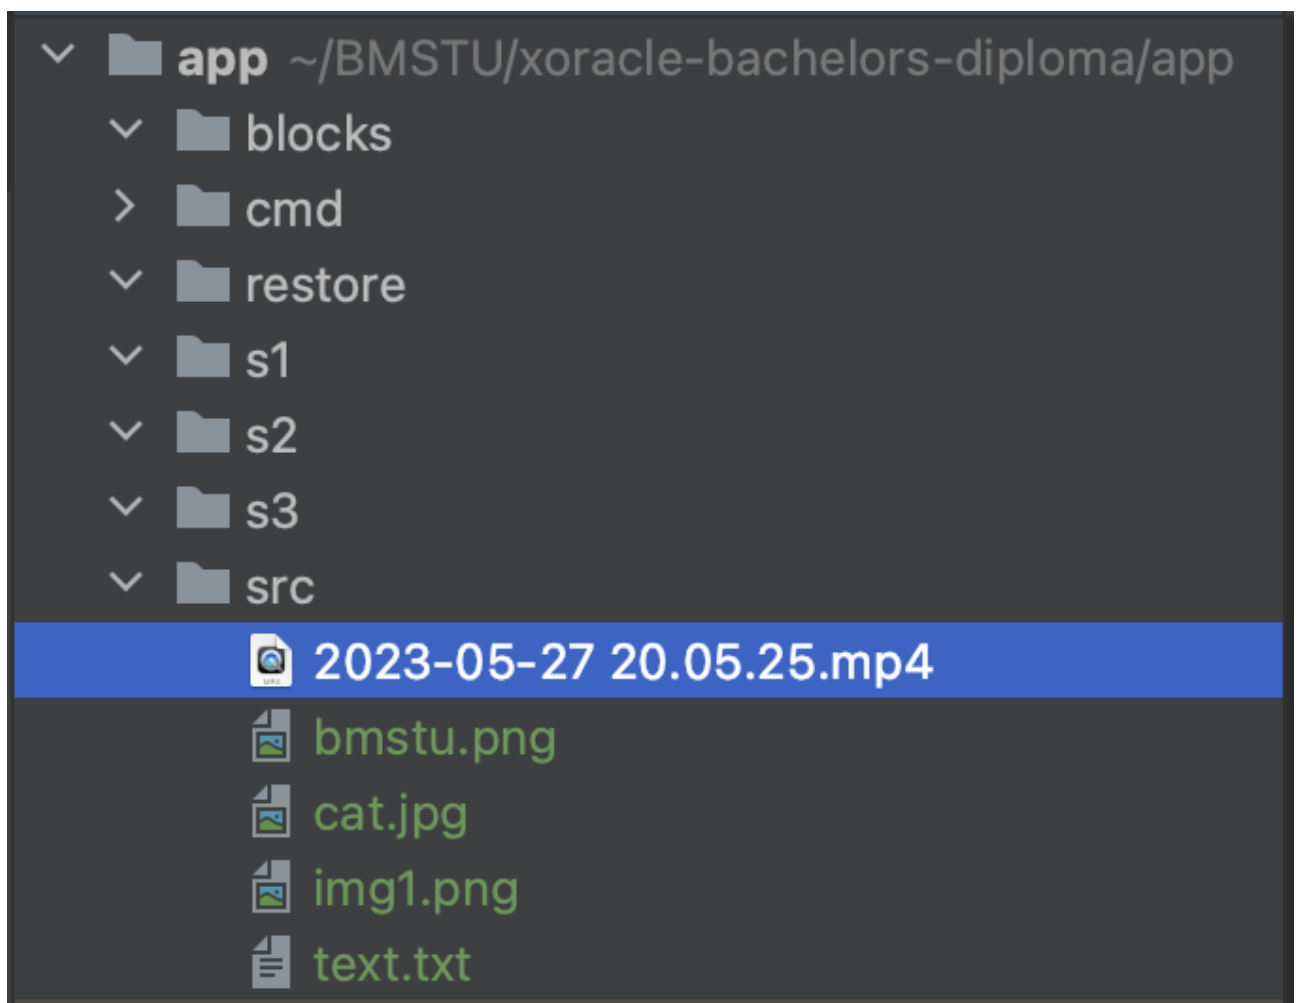 app ~/BMSTU/xoracle-bachelors-diploma/app
blocks
cmd
restore
s1
s2
s3
src
2023-05-27 20.05.25.mp4
bmstu.png
cat.jpg
img1.png
text.txt